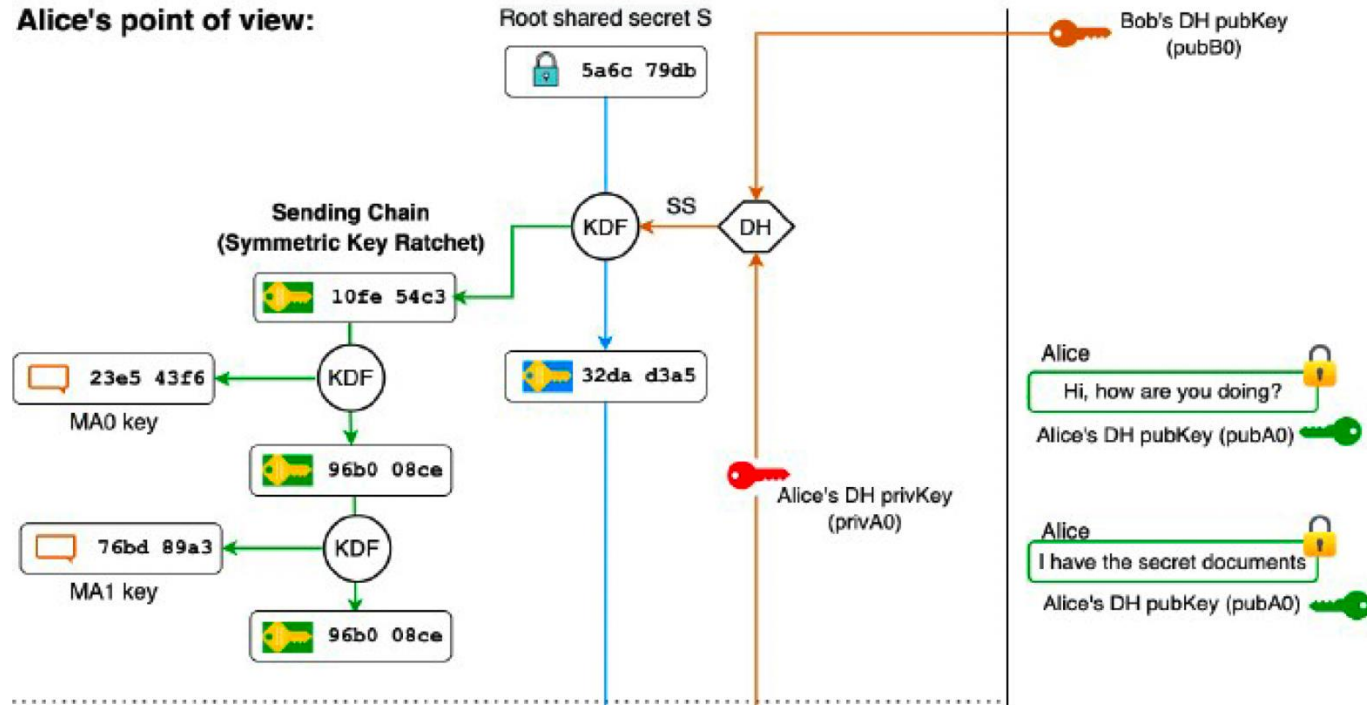 Alice's point of view:
Root shared secret S
5a6c 79db
Bob's DH pubKey
(pubB0)
SS
KDF
DH
Sending Chain
(Symmetric Key Ratchet)
10fe 54c3
KDF
23e5 43f6
MA0 key
32da d3a5
96b0 08ce
Alice's DH privKey
(privA0)
KDF
76bd 89a3
MA1 key
96b0 08ce
Alice
Hi, how are you doing?
Alice's DH pubKey (pubA0)
Alice
I have the secret documents
Alice's DH pubKey (pubA0)